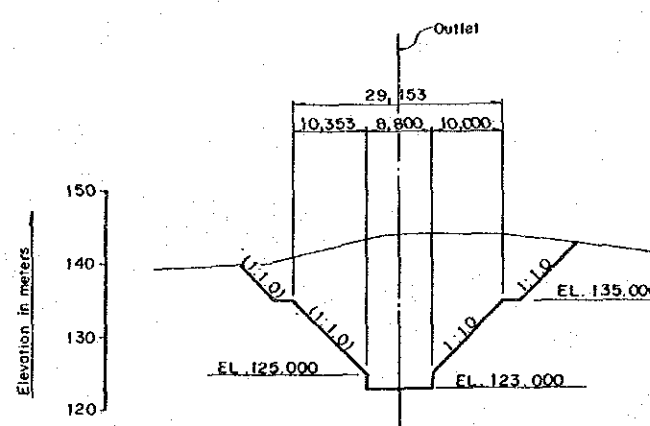 Outlet
29,153
10,353 8,800 10,000
150
140
130
120
Elevation in meters
(1:1.0)
(1:1.0)
1:1.0
1:1.0
EL. 135.000
EL. 125.000
EL. 123.000